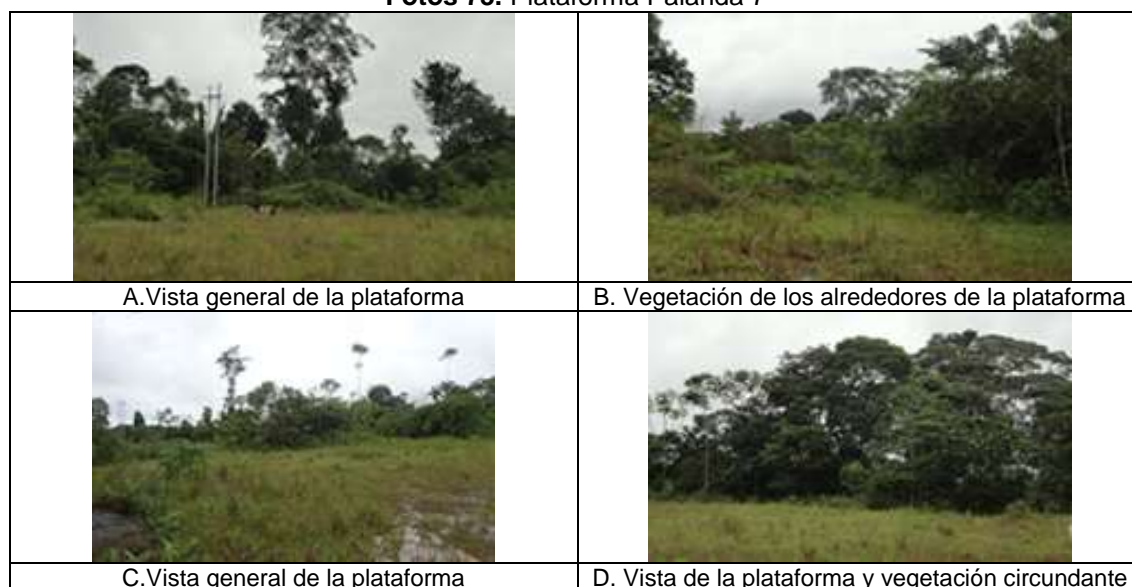 A.Vista general de la plataforma
B. Vegetación de los alrededores de la plataforma
C.Vista general de la plataforma
D. Vista de la plataforma y vegetación circundante